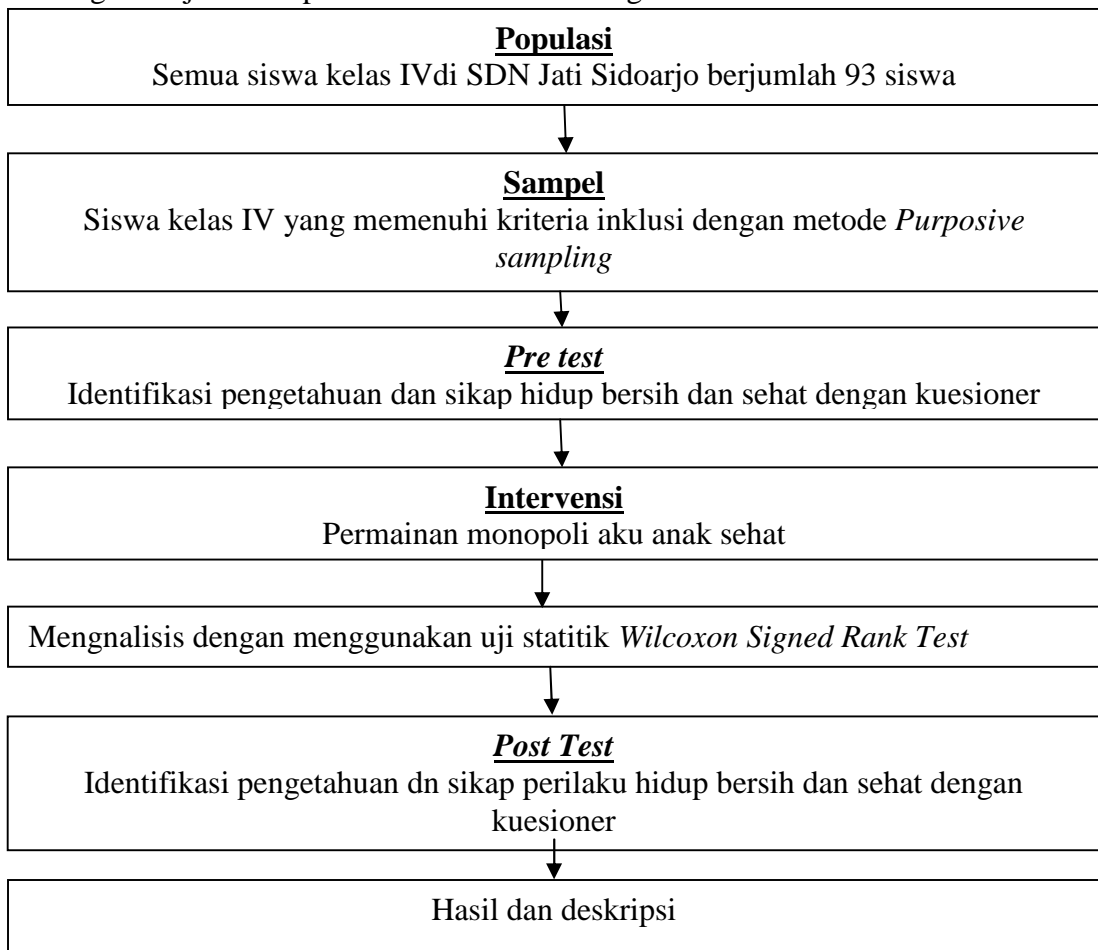 Populasi
Semua siswa kelas IVdi SDN Jati Sidoarjo berjumlah 93 siswa
Sampel
Siswa kelas IV yang memenuhi kriteria inklusi dengan metode Purposive
sampling
Pre test
Identifikasi pengetahuan dan sikap hidup bersih dan sehat dengan kuesioner
Intervensi
Permainan monopoli aku anak sehat
Mengnalisis dengan menggunakan uji statitik Wilcoxon Signed Rank Test
Post Test
Identifikasi pengetahuan dn sikap perilaku hidup bersih dan sehat dengan
kuesioner
Hasil dan deskripsi